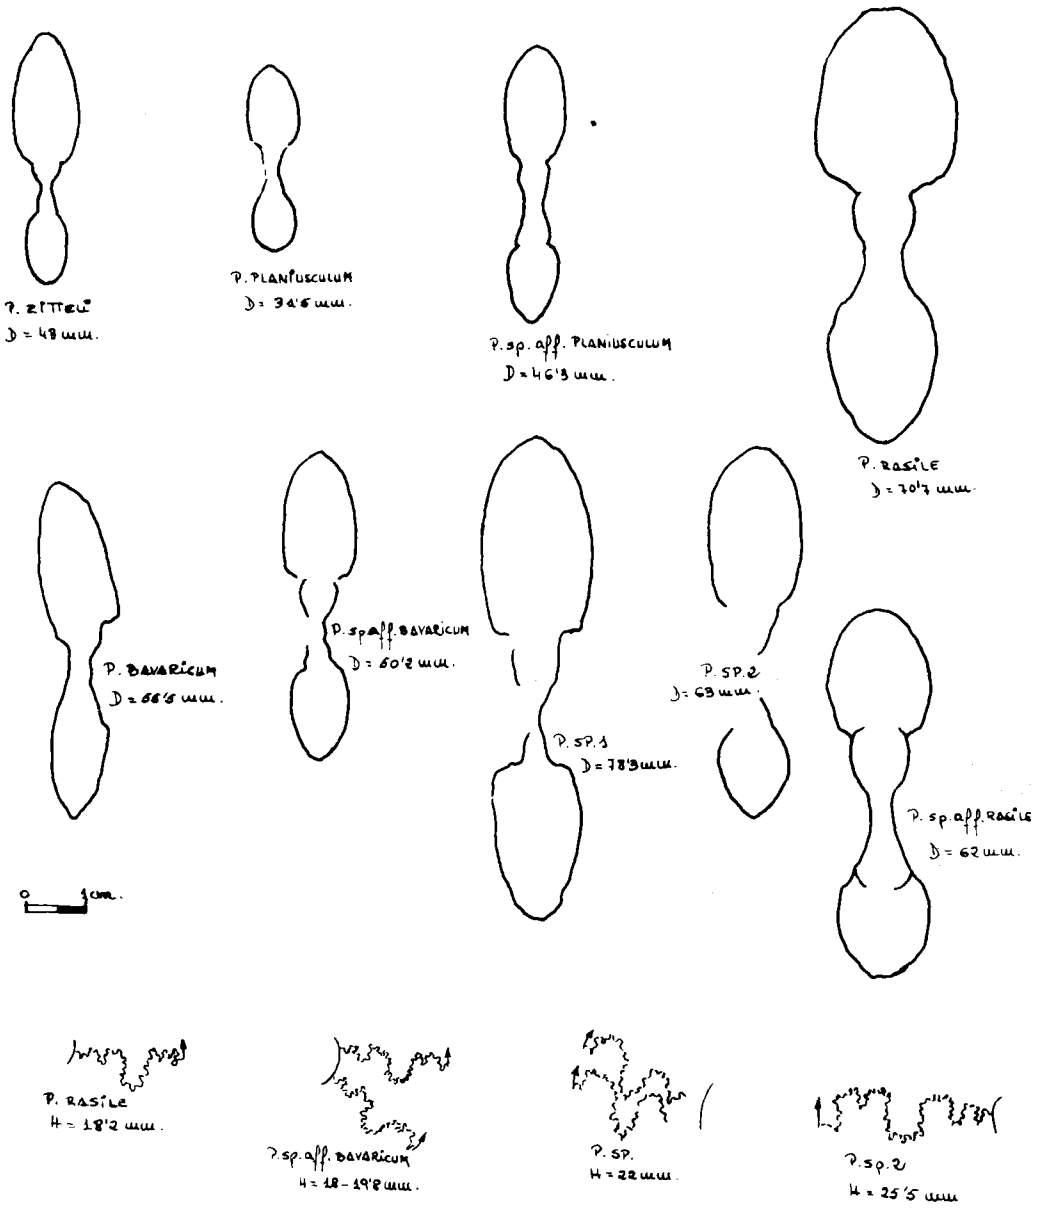 P. ZITTELI
D = 48 mm.
P. PLANIUSCULUM
D = 34'5 mm.
P. sp. aff. PLANIUSCULUM
D = 46'3 mm.
P. RASILE
D = 70'7 mm.
P. BAVARICUM
D = 56'5 mm.
P. sp aff. BAVARICUM
D = 50'2 mm.
P. SP. 1
D = 78'3 mm.
P. SP. 2
D = 63 mm.
P. sp. aff. RASILE
D = 62 mm.
0 1 cm.
P. RASILE
H = 18'2 mm.
P. sp. aff. BAVARICUM
H = 18 - 19'8 mm.
P. SP.
H = 22 mm.
P. sp. 2
H = 25'5 mm